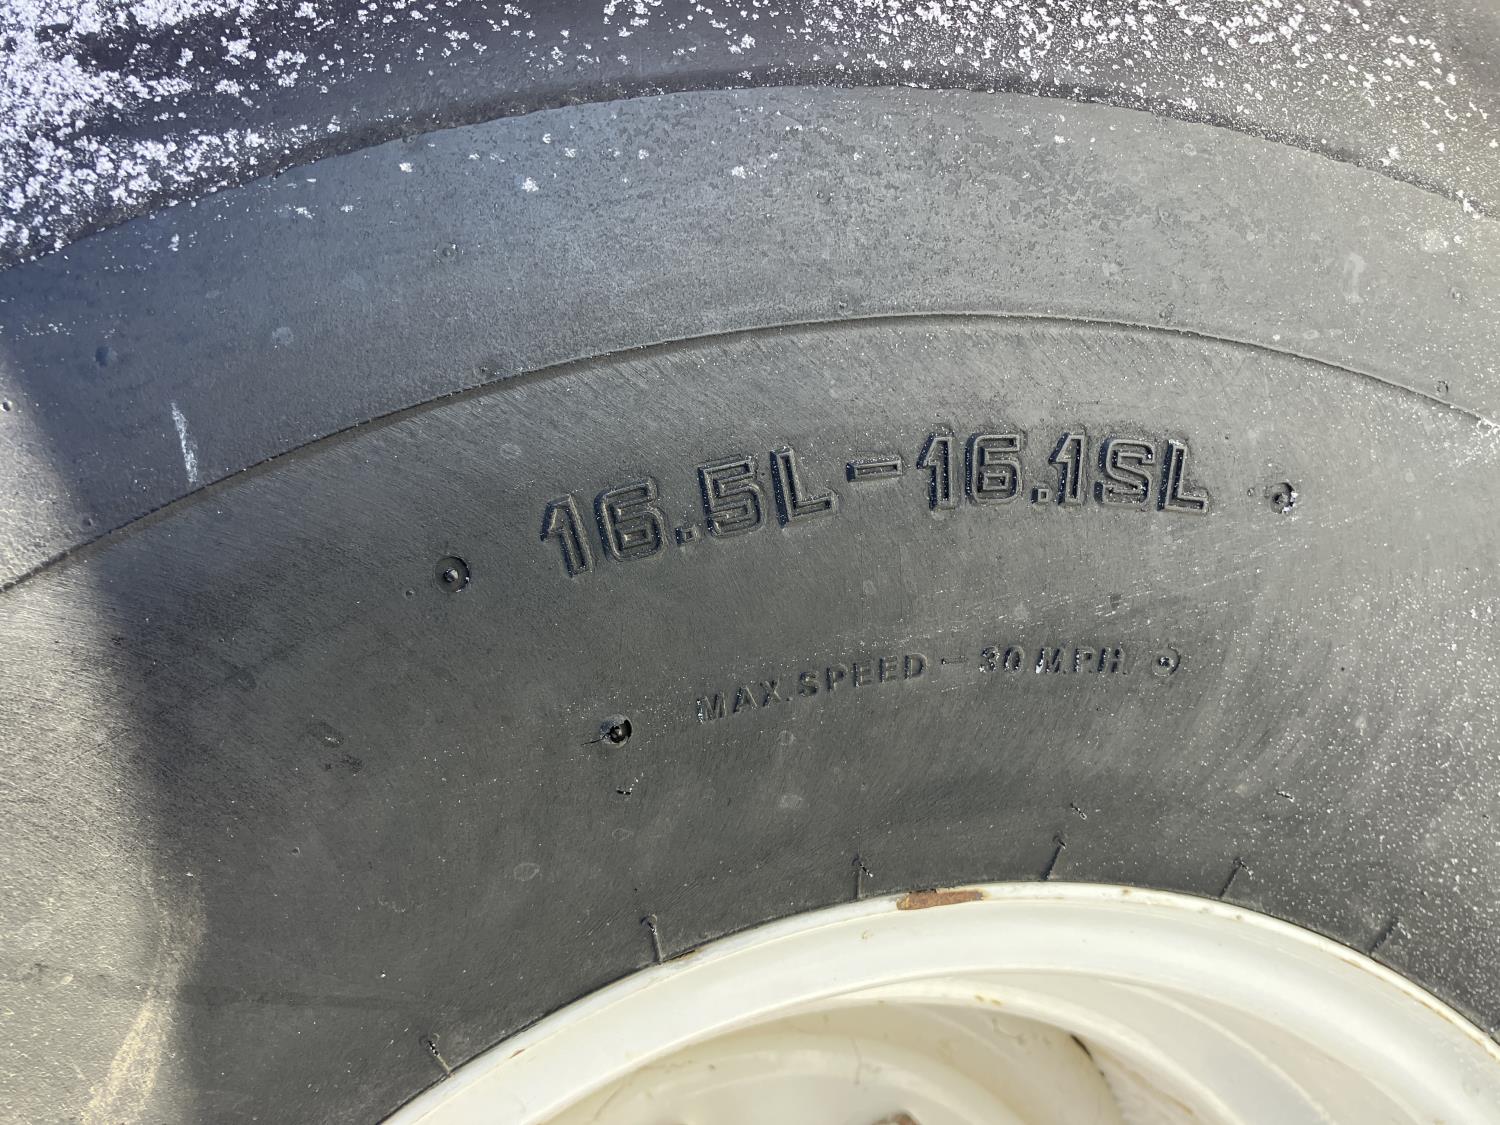 16.5L-16.1SL
MAX. SPEED - 30 M.P.H.